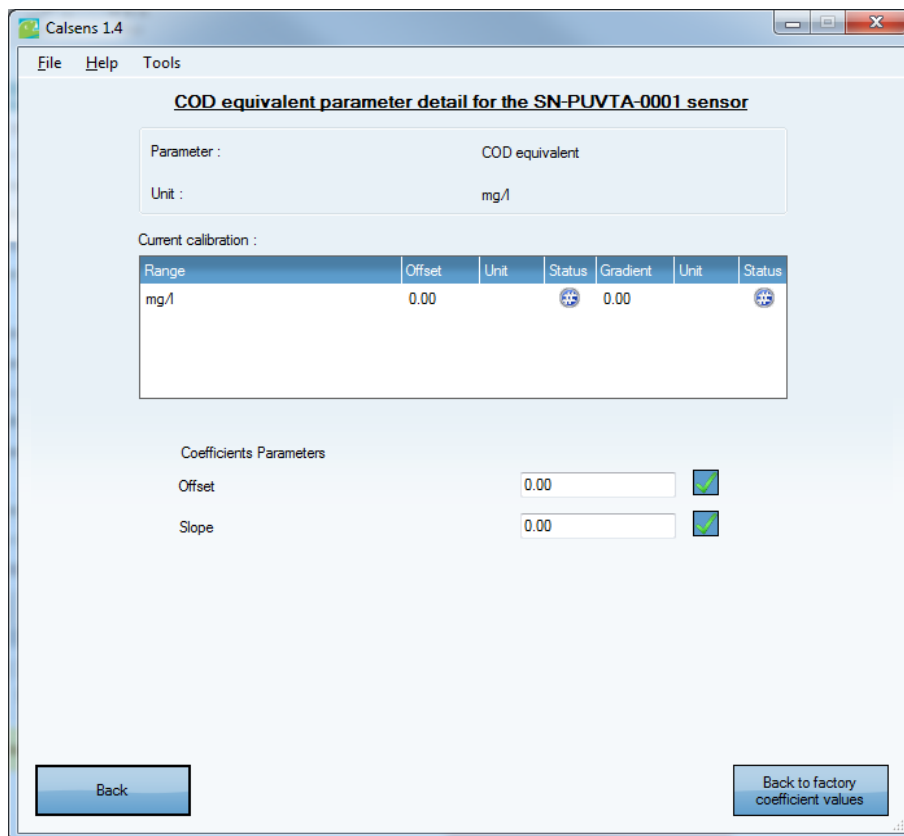 Calsens 1.4
File Help Tools
COD equivalent parameter detail for the SN-PUVTA-0001 sensor
Parameter : COD equivalent
Unit : mg/l
Current calibration :
Range Offset Unit Status Gradient Unit Status
mg/l 0.00 0.00
Coefficients Parameters
Offset 0.00
Slope 0.00
Back
Back to factory
coefficient values